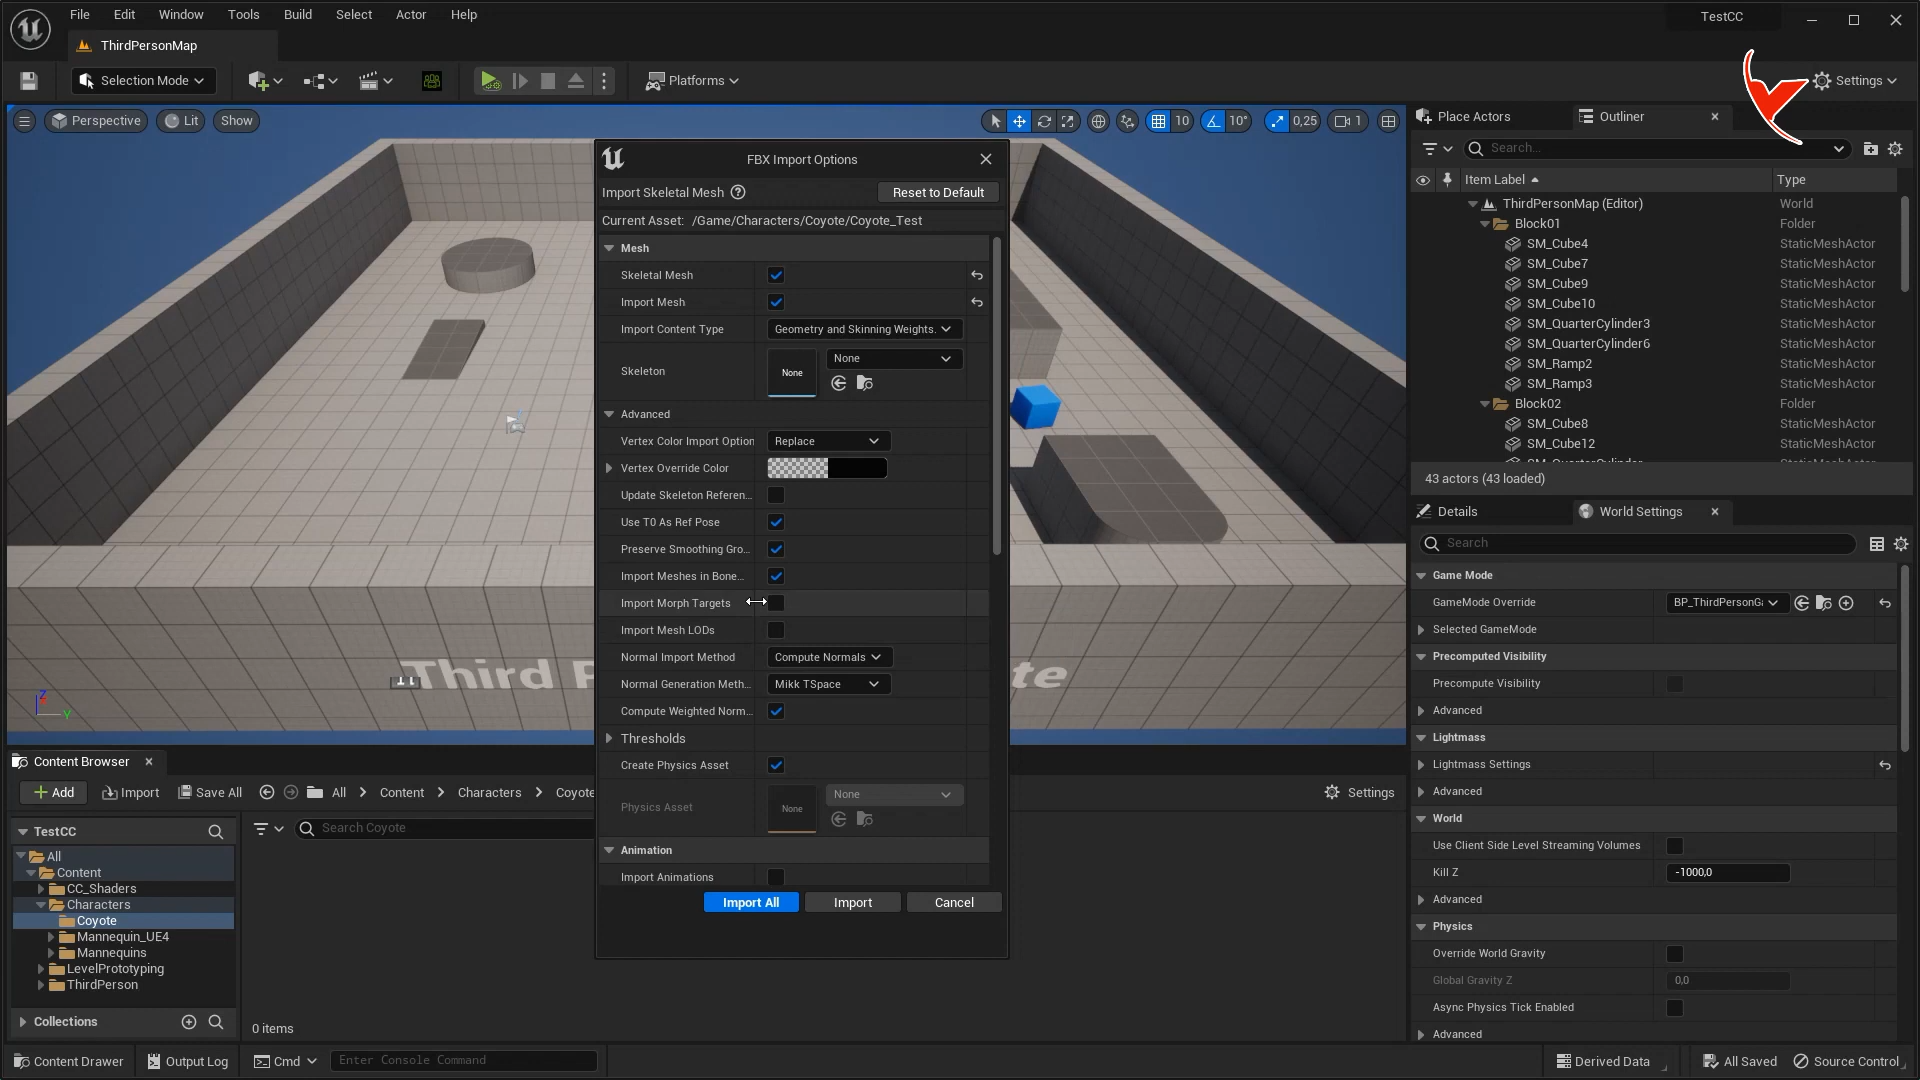 File Edit Window Tools Build Select Actor Help
TestCC
ThirdPersonMap
Selection Mode
Platforms
Settings
Perspective Lit Show
10 10° 0,25 1
Place Actors
Outliner
Search...
Item Label Type
ThirdPersonMap (Editor) World
Block01 Folder
SM_Cube4 StaticMeshActor
SM_Cube7 StaticMeshActor
SM_Cube9 StaticMeshActor
SM_Cube10 StaticMeshActor
SM_QuarterCylinder3 StaticMeshActor
SM_QuarterCylinder6 StaticMeshActor
SM_Ramp2 StaticMeshActor
SM_Ramp3 StaticMeshActor
Block02 Folder
SM_Cube8 StaticMeshActor
SM_Cube12 StaticMeshActor
43 actors (43 loaded)
FBX Import Options
Import Skeletal Mesh
Reset to Default
Current Asset: /Game/Characters/Coyote/Coyote_Test
Mesh
Skeletal Mesh
Import Mesh
Import Content Type Geometry and Skinning Weights.
Skeleton None None
Advanced
Vertex Color Import Option Replace
Vertex Override Color
Update Skeleton Referen...
Use T0 As Ref Pose
Preserve Smoothing Gro...
Import Meshes in Bone...
Import Morph Targets
Import Mesh LODs
Normal Import Method Compute Normals
Normal Generation Meth... Mikk TSpace
Compute Weighted Norm...
Thresholds
Create Physics Asset
Physics Asset None None
Animation
Import Animations
Import All Import Cancel
Third P
te
Z
Y
Details
World Settings
Search
Game Mode
GameMode Override BP_ThirdPersonGa
Selected GameMode
Precomputed Visibility
Precompute Visibility
Advanced
Lightmass
Lightmass Settings
Advanced
World
Use Client Side Level Streaming Volumes
Kill Z -1000,0
Advanced
Physics
Override World Gravity
Global Gravity Z 0,0
Async Physics Tick Enabled
Advanced
Content Browser
Add Import Save All All Content Characters Coyote
Settings
TestCC
Search Coyote
All
Content
CC_Shaders
Characters
Coyote
Mannequin_UE4
Mannequins
LevelPrototyping
ThirdPerson
Collections
0 items
Content Drawer Output Log Cmd Enter Console Command
Derived Data All Saved Source Control